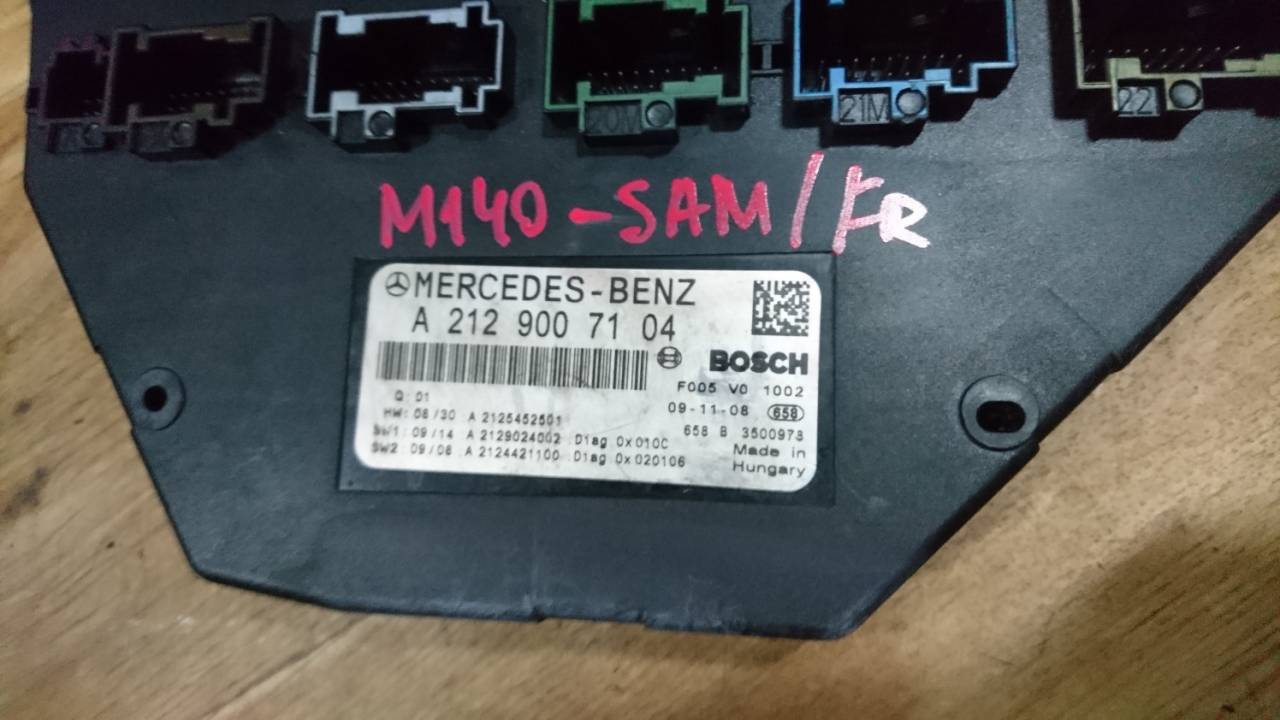 20M
21M
22
M140-SAM/FR
MERCEDES-BENZ
A 212 900 71 04
BOSCH
F005 V0 1002
Q: 01
09-11-08 658
HW: 08/30 A 2125452501
658 B 3500973
SW1: 09/14 A 2129024002 Diag 0x010C
Made in
SW2: 09/08 A 2124421100 Diag 0x020106
Hungary